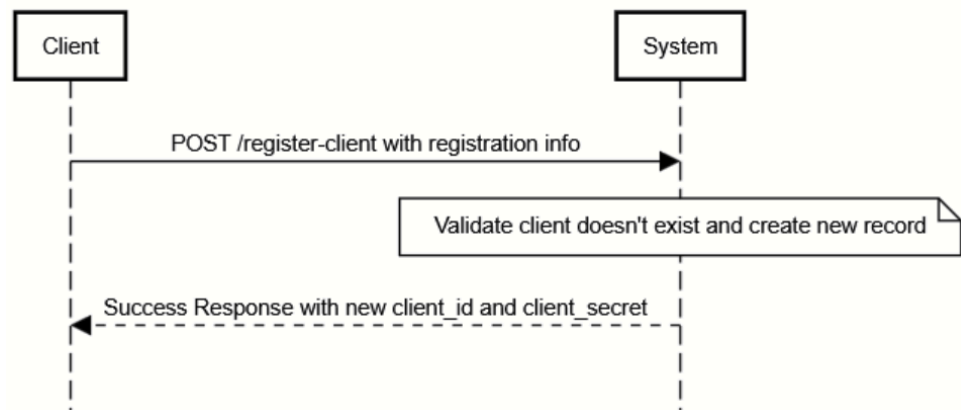 Client
System
POST /register-client with registration info
Validate client doesn't exist and create new record
Success Response with new client_id and client_secret